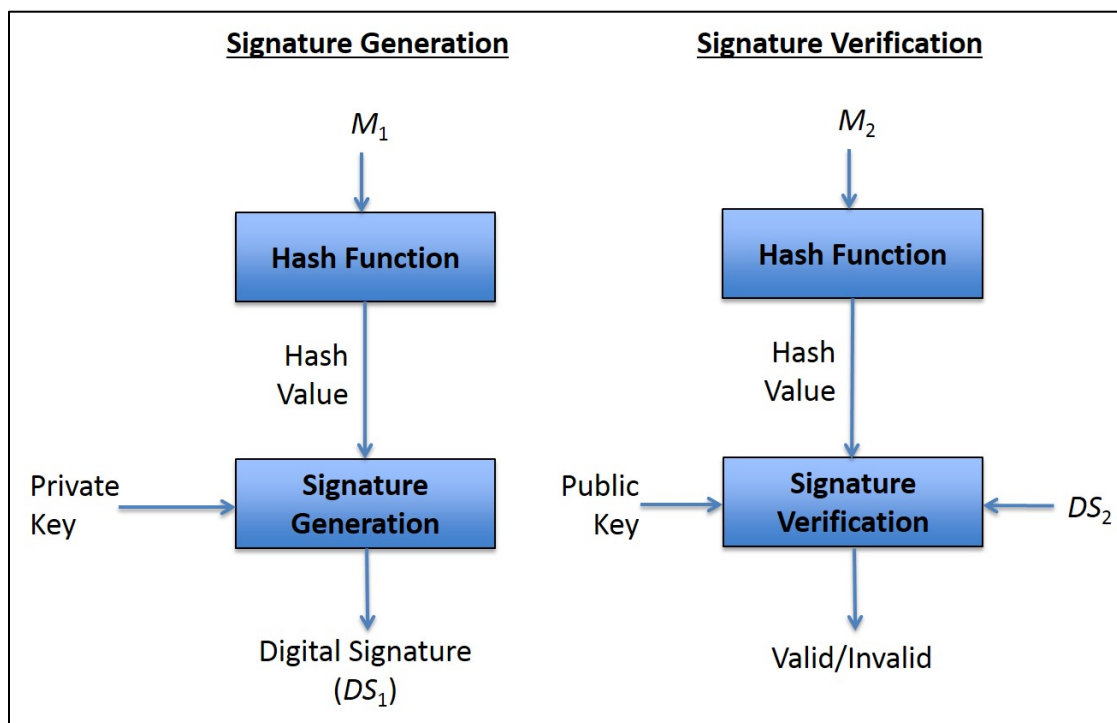 Signature Generation
M₁
Hash Function
Hash
Value
Private
Key
Signature
Generation
Digital Signature
(DS₁)
Signature Verification
M₂
Hash Function
Hash
Value
Public
Key
Signature
Verification
DS₂
Valid/Invalid